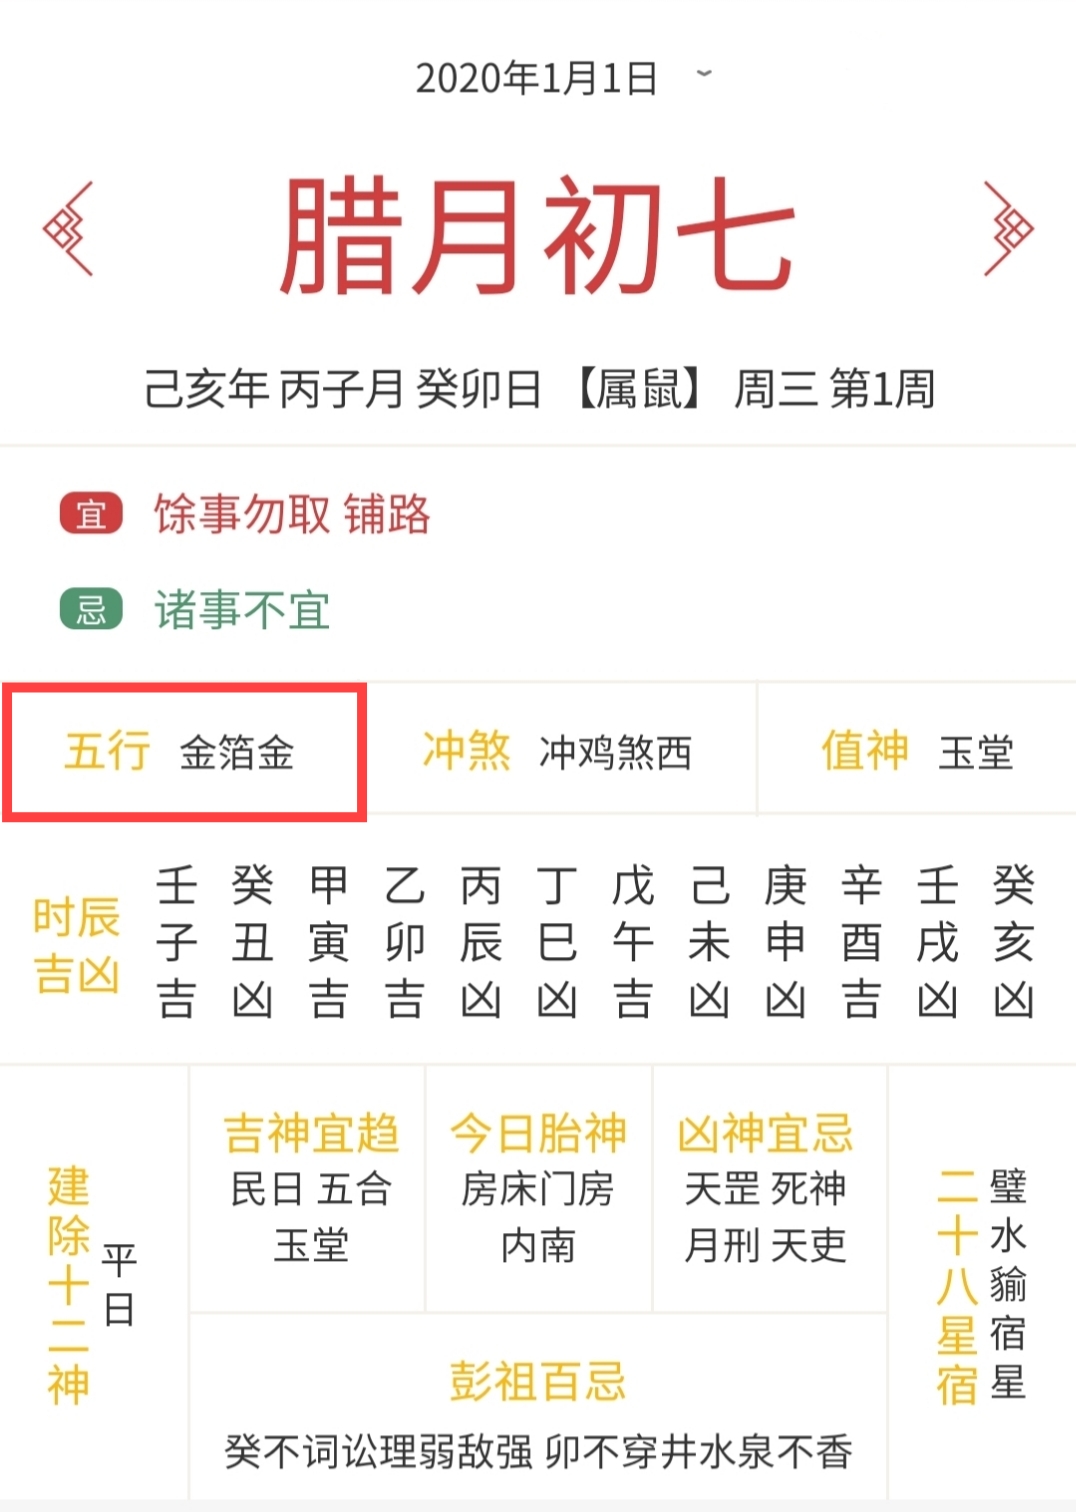 2020年1月1日
腊月初七
己亥年 丙子月 癸卯日 【属鼠】 周三 第1周
宜 馀事勿取 铺路
忌 诸事不宜
五行 金箔金
冲煞 冲鸡煞西
值神 玉堂
时辰吉凶
壬子吉
癸丑凶
甲寅吉
乙卯吉
丙辰凶
丁巳凶
戊午吉
己未凶
庚申凶
辛酉吉
壬戌凶
癸亥凶
建除十二神
平日
吉神宜趋
民日 五合
玉堂
今日胎神
房床门房
内南
凶神宜忌
天罡 死神
月刑 天吏
彭祖百忌
癸不词讼理弱敌强 卯不穿井水泉不香
二十八星宿
璧水貐宿星